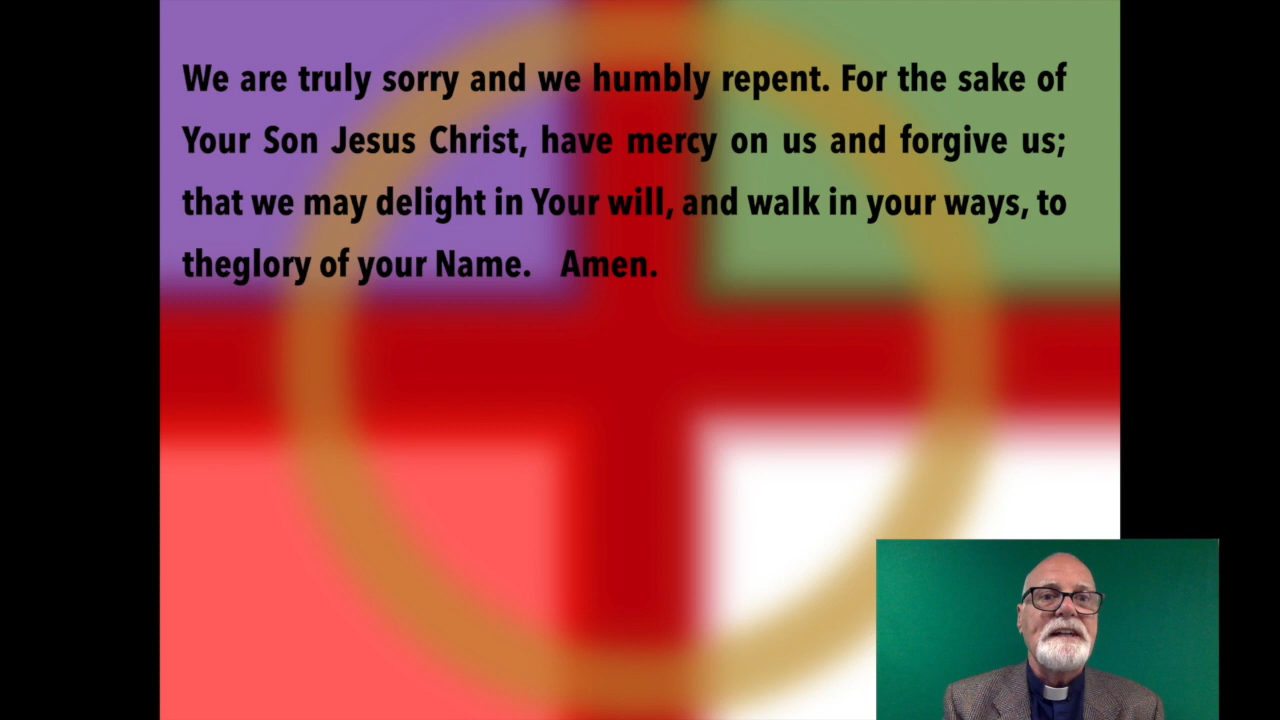 We are truly sorry and we humbly repent. For the sake of
Your Son Jesus Christ, have mercy on us and forgive us;
that we may delight in Your will, and walk in your ways, to
theglory of your Name. Amen.